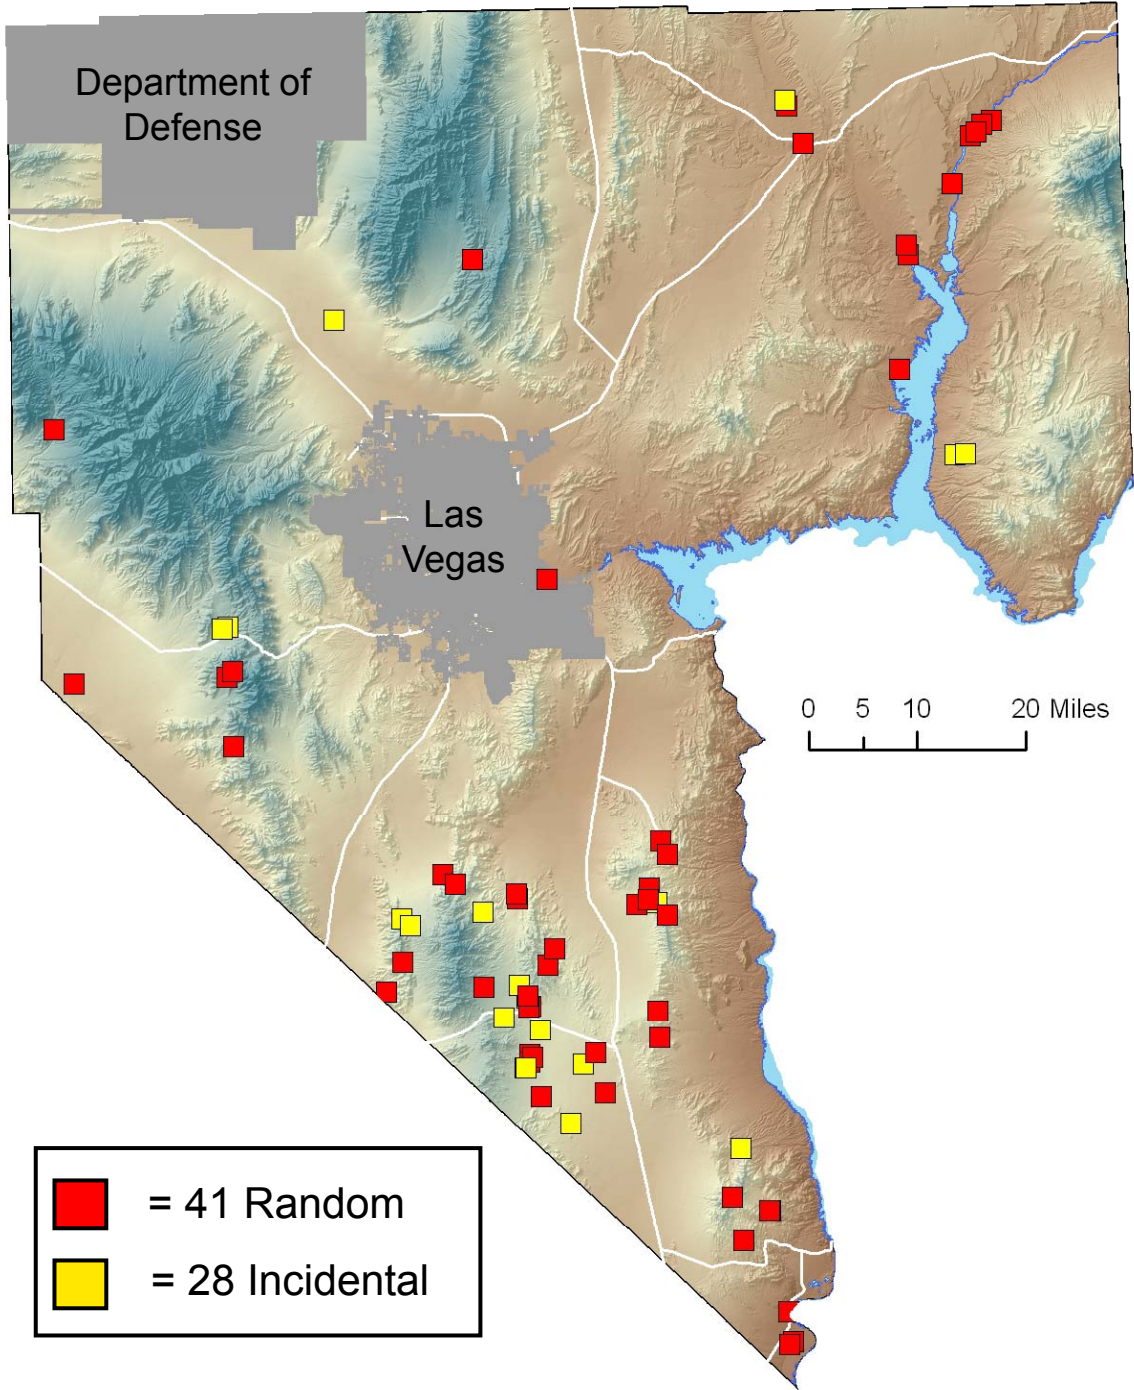 Department of
Defense
Las
Vegas
0 5 10 20 Miles
= 41 Random
= 28 Incidental